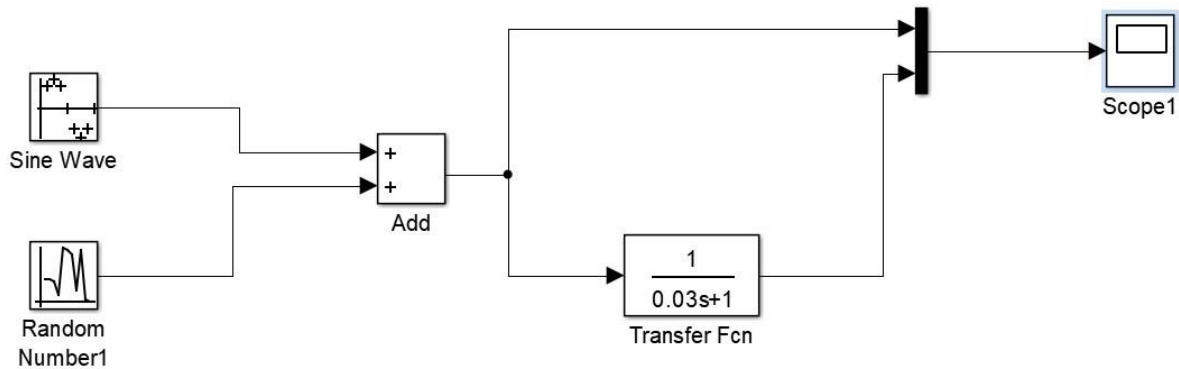 Sine Wave
+
+
Add
Random
Number1
1
0.03s+1
Transfer Fcn
Scope1